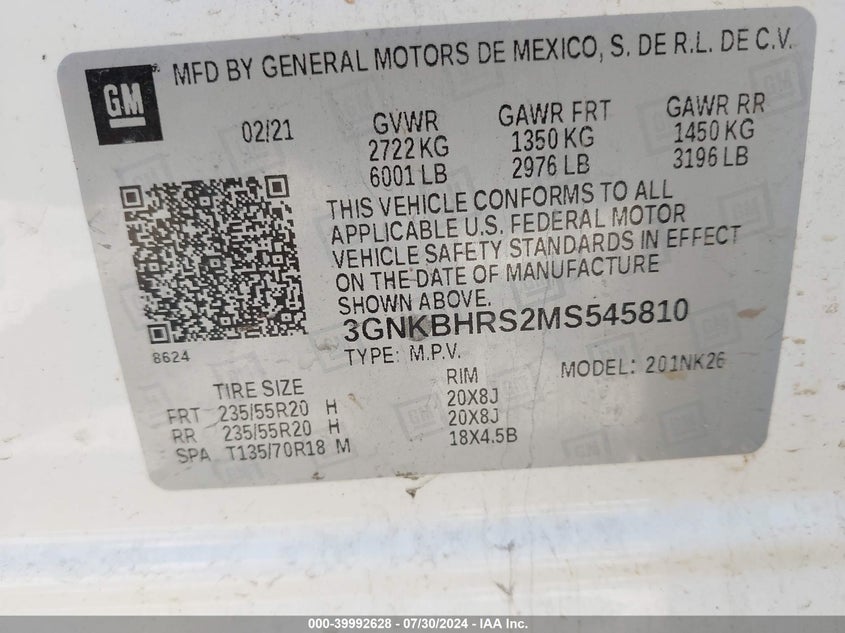 GM
MFD BY GENERAL MOTORS DE MEXICO, S. DE R.L. DE C.V.
02/21 GVWR GAWR FRT GAWR RR
2722 KG 1350 KG 1450 KG
6001 LB 2976 LB 3196 LB
THIS VEHICLE CONFORMS TO ALL
APPLICABLE U.S. FEDERAL MOTOR
VEHICLE SAFETY STANDARDS IN EFFECT
ON THE DATE OF MANUFACTURE
SHOWN ABOVE.
3GNKBHRS2MS545810
8624 TYPE: M.P.V. MODEL: 201NK26
TIRE SIZE RIM
FRT 235/55R20 H 20X8J
RR 235/55R20 H 20X8J
SPA T135/70R18 M 18X4.5B
000-39992628 - 07/30/2024 - IAA Inc.